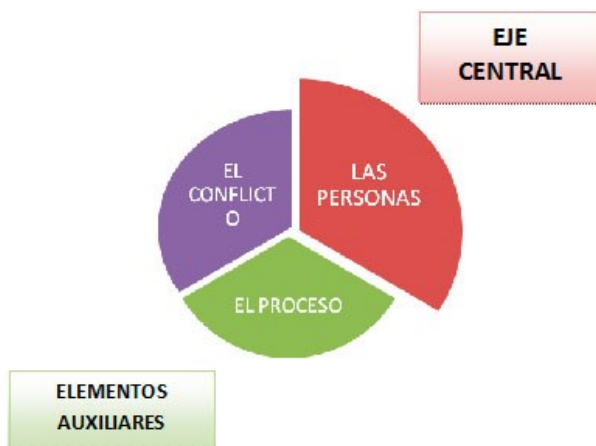 EJE
CENTRAL
EL
CONFLICT
O
LAS
PERSONAS
EL PROCESO
ELEMENTOS
AUXILIARES